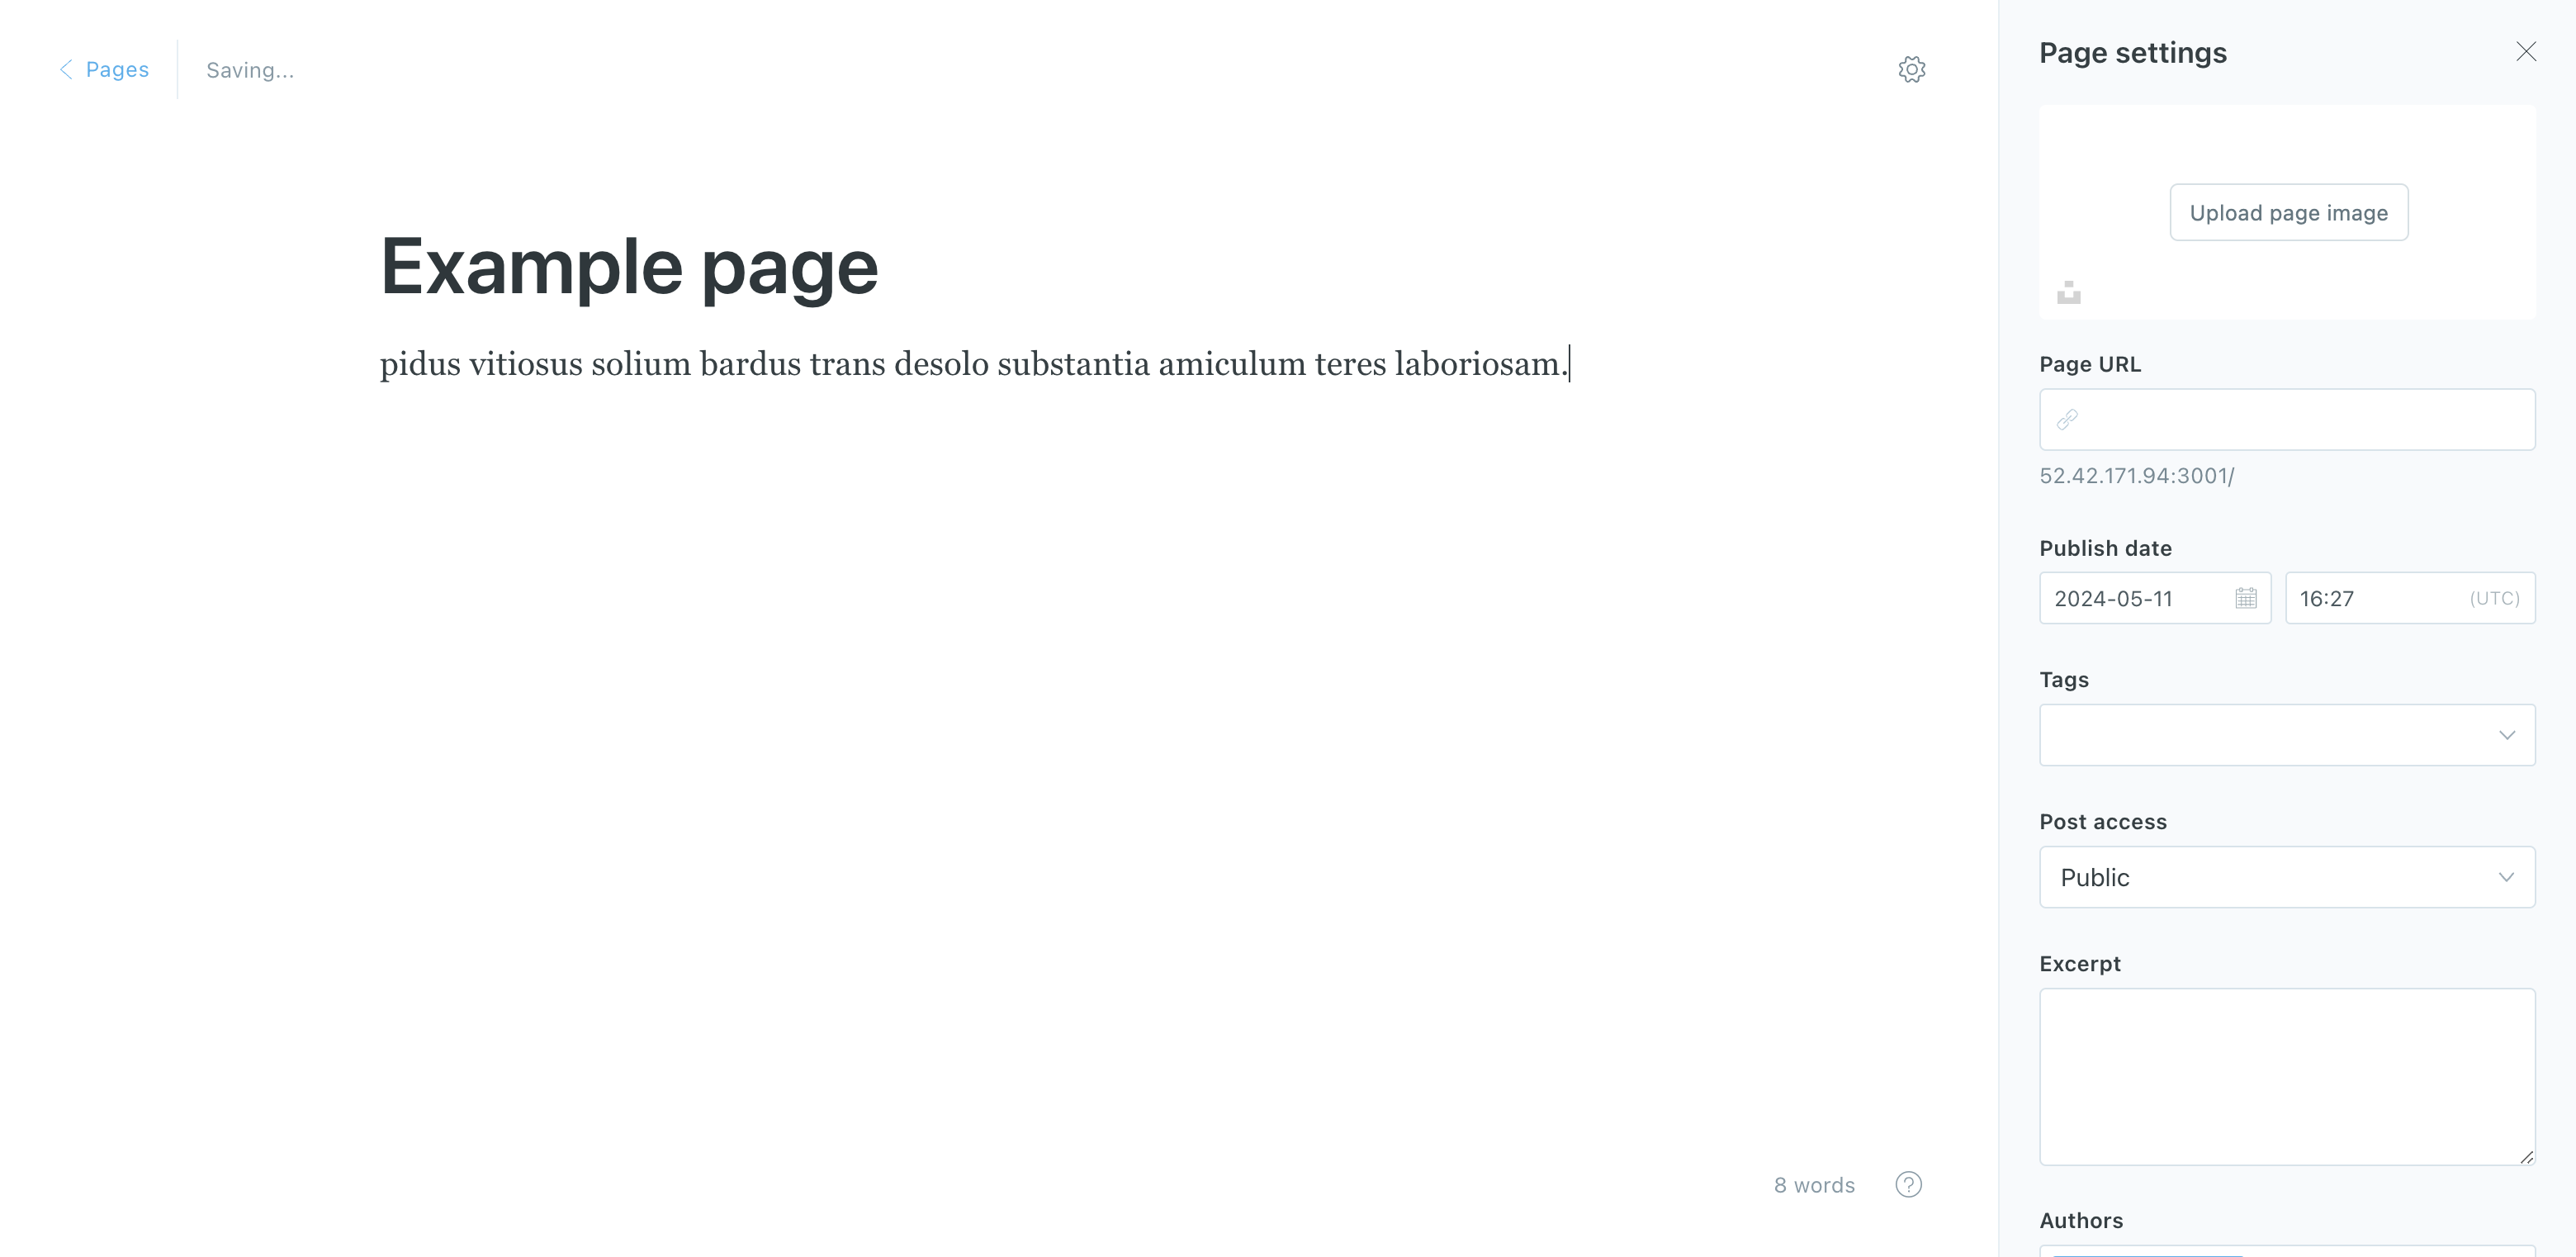 Pages
Saving...
Example page
pidus vitiosus solium bardus trans desolo substantia amiculum teres laboriosam.
8 words
?
Page settings
Upload page image
Page URL
52.42.171.94:3001/
Publish date
2024-05-11 16:27 (UTC)
Tags
Post access
Public
Excerpt
Authors